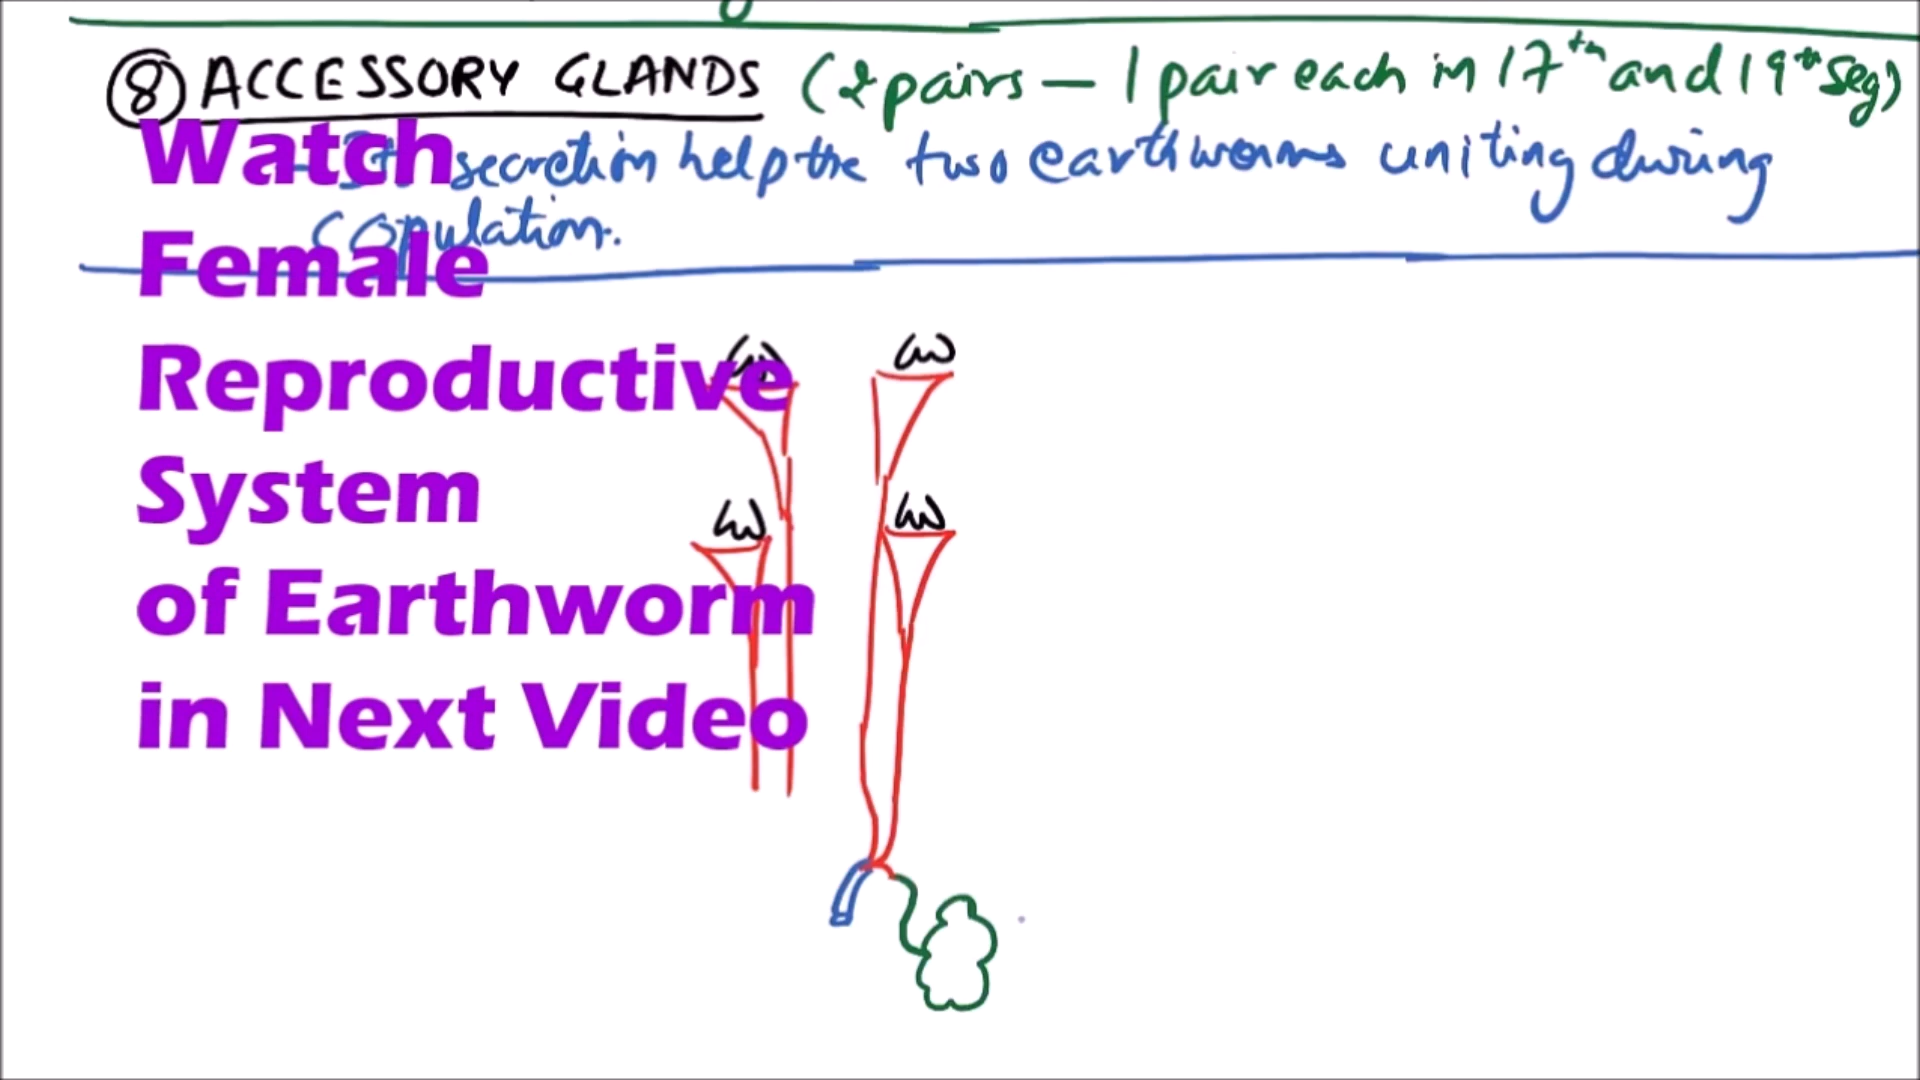 8 ACCESSORY GLANDS (2 pairs — 1 pair each in 17th and 19th Seg)
- Its secretion help the two earthworms uniting during
copulation.
Watch
Female
Reproductive
System
of Earthworm
in Next Video